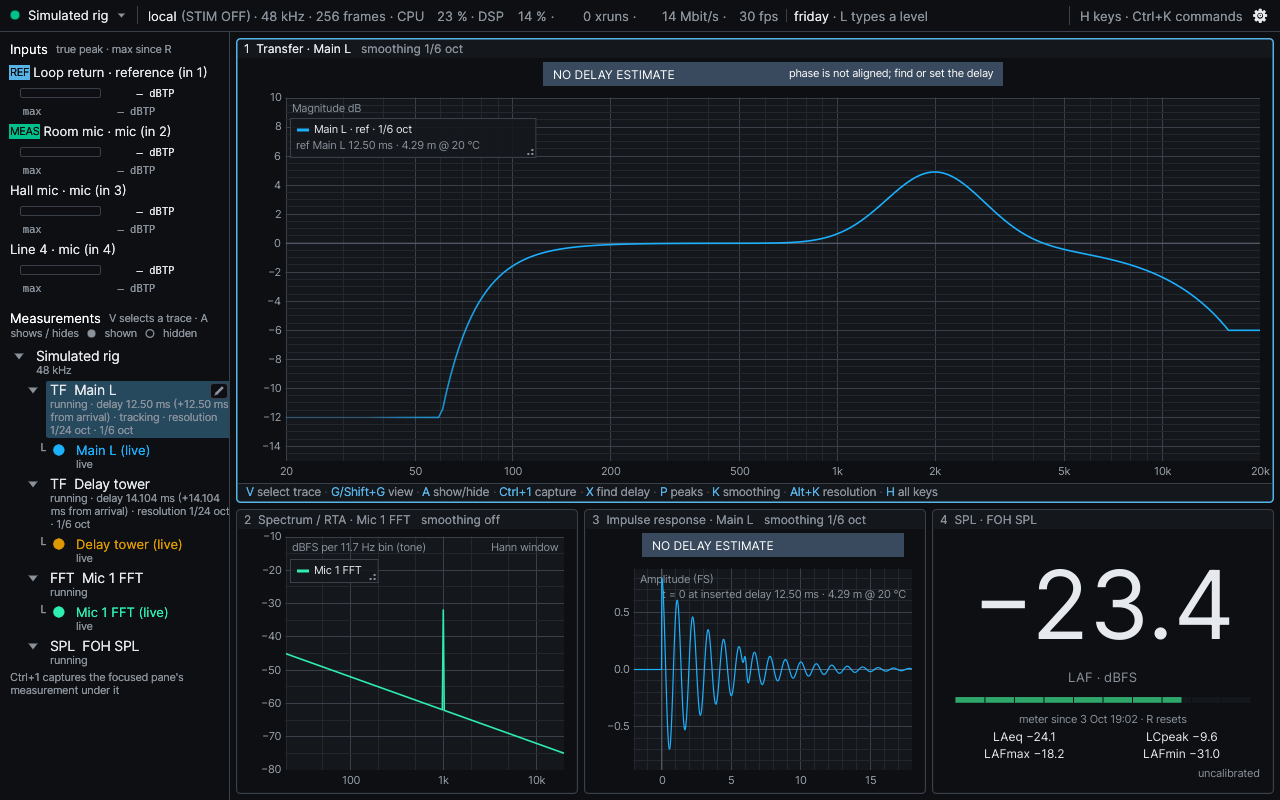 Simulated rig
local (STIM OFF) · 48 kHz · 256 frames · CPU 23 % · DSP 14 % · 0 xruns · 14 Mbit/s · 30 fps friday · L types a level
H keys · Ctrl+K commands
Inputs true peak · max since R
REF Loop return · reference (in 1)
– dBTP
max – dBTP
MEAS Room mic · mic (in 2)
– dBTP
max – dBTP
Hall mic · mic (in 3)
– dBTP
max – dBTP
Line 4 · mic (in 4)
– dBTP
max – dBTP
Measurements V selects a trace · A
shows / hides shown hidden
Simulated rig
48 kHz
TF Main L
running · delay 12.50 ms (+12.50 ms
from arrival) · tracking · resolution
1/24 oct · 1/6 oct
Main L (live)
live
TF Delay tower
running · delay 14.104 ms (+14.104
ms from arrival) · resolution 1/24 oct
· 1/6 oct
Delay tower (live)
live
FFT Mic 1 FFT
running
Mic 1 FFT (live)
live
SPL FOH SPL
running
Ctrl+1 captures the focused pane's
measurement under it
1 Transfer · Main L smoothing 1/6 oct
NO DELAY ESTIMATE phase is not aligned; find or set the delay
Magnitude dB
Main L · ref · 1/6 oct
ref Main L 12.50 ms · 4.29 m @ 20 °C
10
8
6
4
2
0
−2
−4
−6
−8
−10
−12
−14
20 50 100 200 500 1k 2k 5k 10k 20k
V select trace · G/Shift+G view · A show/hide · Ctrl+1 capture · X find delay · P peaks · K smoothing · Alt+K resolution · H all keys
2 Spectrum / RTA · Mic 1 FFT smoothing off
dBFS per 11.7 Hz bin (tone) Hann window
Mic 1 FFT
−10
−20
−30
−40
−50
−60
−70
−80
100 1k 10k
3 Impulse response · Main L smoothing 1/6 oct
NO DELAY ESTIMATE
Amplitude (FS)
t = 0 at inserted delay 12.50 ms · 4.29 m @ 20 °C
0.5
0.0
−0.5
0 5 10 15
4 SPL · FOH SPL
−23.4
LAF · dBFS
meter since 3 Oct 19:02 · R resets
LAeq −24.1 LCpeak −9.6
LAFmax −18.2 LAFmin −31.0
uncalibrated